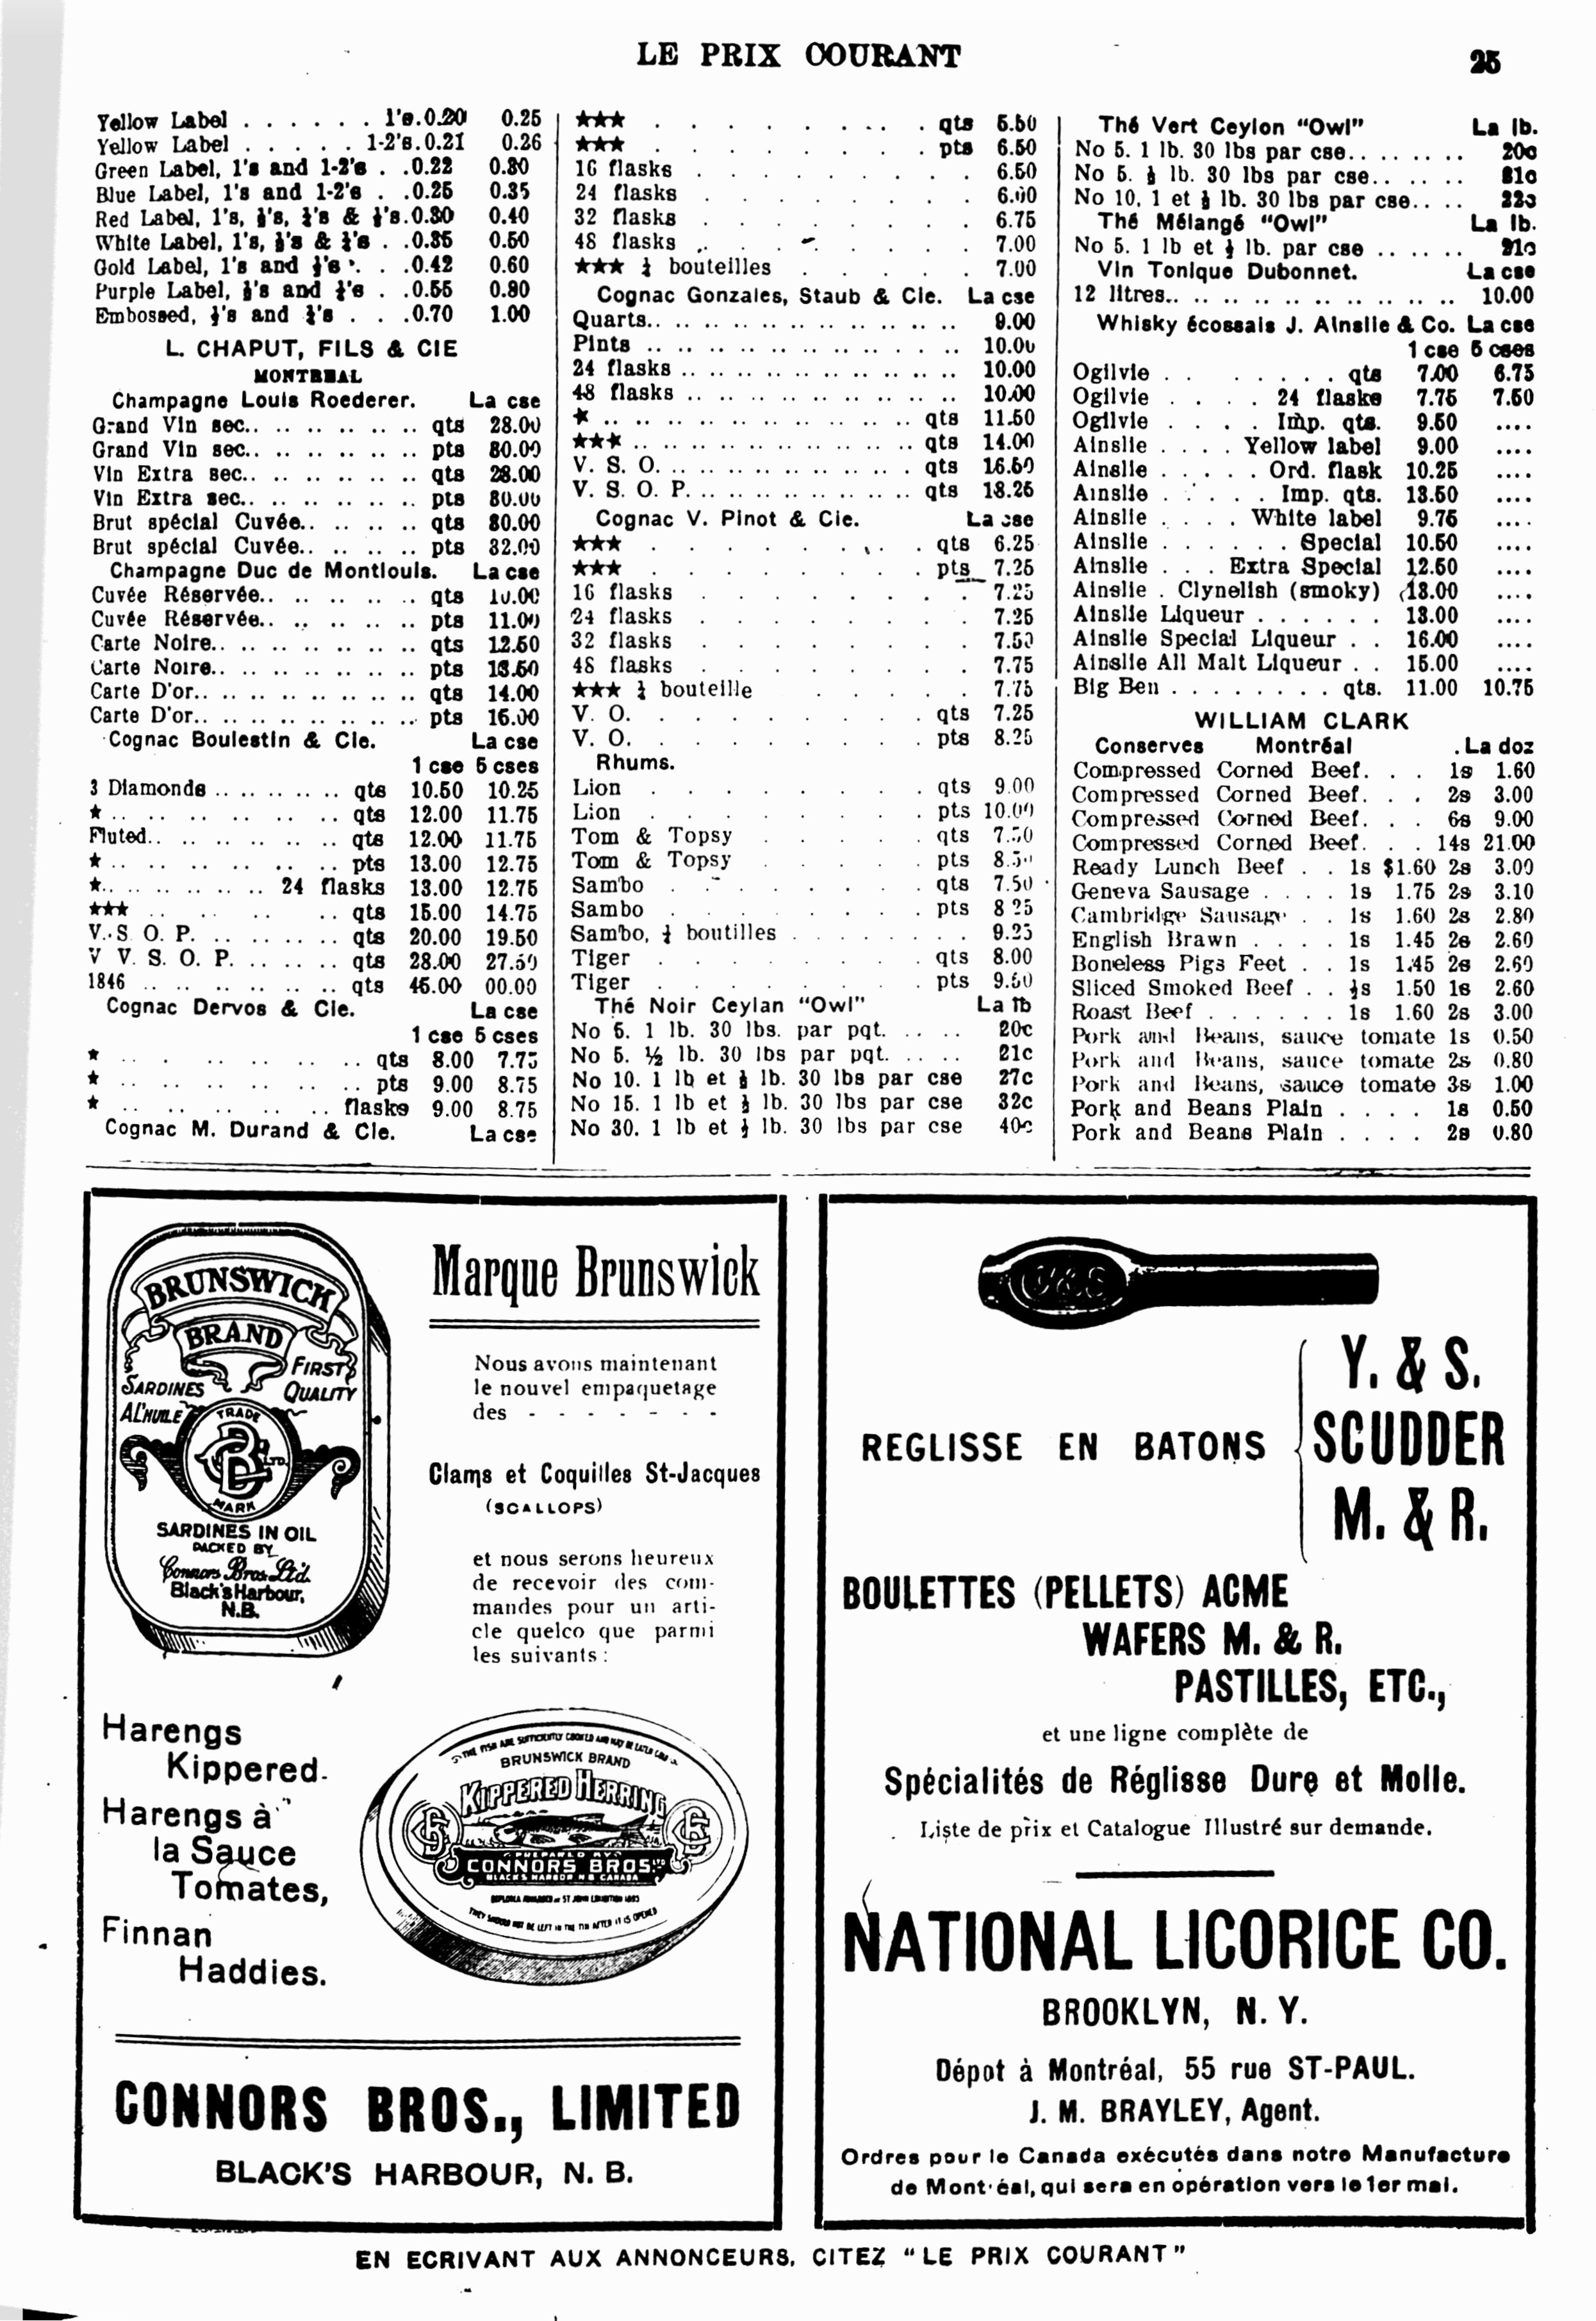 LE PRIX COURANT
25
Yellow Label . . . . . . 1's.0.20 0.25
Yellow Label . . . . . 1-2's.0.21 0.26
Green Label, 1's and 1-2's . .0.22 0.30
Blue Label, 1's and 1-2's . .0.25 0.35
Red Label, 1's, ½'s, ¼'s & ½'s.0.30 0.40
White Label, 1's, ½'s & ¼'s . .0.35 0.50
Gold Label, 1's and ½'s . . .0.42 0.60
Purple Label, ½'s and ¼'s . .0.55 0.80
Embossed, ½'s and ¼'s . . .0.70 1.00
L. CHAPUT, FILS & CIE
MONTREAL
Champagne Louis Roederer. La cse
Grand Vin sec.. .. .. .. .. .. qts 28.00
Grand Vin sec.. .. .. .. .. .. pts 30.00
Vin Extra sec.. .. .. .. .. .. qts 28.00
Vin Extra sec.. .. .. .. .. .. pts 30.00
Brut spécial Cuvée.. .. .. .. qts 30.00
Brut spécial Cuvée.. .. .. .. pts 32.00
Champagne Duc de Montlouis. La cse
Cuvée Réservée.. .. .. .. .. qts 10.00
Cuvée Réservée.. .. .. .. .. pts 11.00
Carte Noire.. .. .. .. .. .. qts 12.50
Carte Noire.. .. .. .. .. .. pts 13.50
Carte D'or.. .. .. .. .. .. .. qts 14.00
Carte D'or.. .. .. .. .. .. .. pts 16.00
Cognac Boulestin & Cie. La cse
1 cse 5 cses
3 Diamonds .. .. .. .. .. qts 10.50 10.25
★ .. .. .. .. .. .. .. .. qts 12.00 11.75
Fluted.. .. .. .. .. .. .. qts 12.00 11.75
★ .. .. .. .. .. .. .. .. pts 13.00 12.75
★.. .. .. .. .. .. 24 flasks 13.00 12.75
★★★ .. .. .. .. qts 15.00 14.75
V. S. O. P. .. .. .. .. .. qts 20.00 19.50
V V. S. O. P. .. .. .. .. qts 28.00 27.50
1846 .. .. .. .. .. .. .. qts 45.00 00.00
Cognac Dervos & Cie. La cse
1 cse 5 cses
★ .. .. .. .. .. .. .. .. qts 8.00 7.75
★ .. .. .. .. .. .. .. .. pts 9.00 8.75
★ .. .. .. .. .. .. flasks 9.00 8.75
Cognac M. Durand & Cie. La cse
★★★ . . . . . . . . . qts 5.50
★★★ . . . . . . . . . pts 6.50
16 flasks . . . . . . . . 6.50
24 flasks . . . . . . . . 6.00
32 flasks . . . . . . . . 6.75
48 flasks . . . . . . . . 7.00
★★★ ½ bouteilles . . . . . 7.00
Cognac Gonzales, Staub & Cie. La cse
Quarts.. .. .. .. .. .. .. .. .. .. 9.00
Pints .. .. .. .. .. .. .. .. .. .. 10.00
24 flasks .. .. .. .. .. .. .. .. .. 10.00
48 flasks .. .. .. .. .. .. .. .. .. 10.00
★ .. .. .. .. .. .. .. .. .. qts 11.50
★★★ .. .. .. .. .. .. .. .. qts 14.00
V. S. O. .. .. .. .. .. .. .. qts 16.50
V. S. O. P. .. .. .. .. .. .. qts 18.25
Cognac V. Pinot & Cie. La cse
★★★ . . . . . . . . qts 6.25
★★★ . . . . . . . . pts 7.25
16 flasks . . . . . . . . 7.25
24 flasks . . . . . . . . 7.25
32 flasks . . . . . . . . 7.50
48 flasks . . . . . . . . 7.75
★★★ ½ bouteille . . . . . 7.75
V. O. . . . . . . . . qts 7.25
V. O. . . . . . . . . pts 8.25
Rhums.
Lion . . . . . . . . qts 9.00
Lion . . . . . . . . pts 10.00
Tom & Topsy . . . . . qts 7.50
Tom & Topsy . . . . . pts 8.50
Sambo . . . . . . . . qts 7.50
Sambo . . . . . . . . pts 8 25
Sambo, ½ boutilles . . . . . . . . 9.25
Tiger . . . . . . . . qts 8.00
Tiger . . . . . . . . pts 9.50
Thé Noir Ceylan "Owl" La lb
No 5. 1 lb. 30 lbs. par pqt. .. .. 20c
No 5. ½ lb. 30 lbs par pqt. .. .. 21c
No 10. 1 lb et ½ lb. 30 lbs par cse 27c
No 15. 1 lb et ½ lb. 30 lbs par cse 32c
No 30. 1 lb et ½ lb. 30 lbs par cse 40c
Thé Vert Ceylon "Owl" La lb.
No 5. 1 lb. 30 lbs par cse.. .. .. .. 20c
No 5. ½ lb. 30 lbs par cse.. .. .. 21c
No 10, 1 et ½ lb. 30 lbs par cse.. .. 22c
Thé Mélangé "Owl" La lb.
No 5. 1 lb et ½ lb. par cse .. .. .. 21c
Vin Tonique Dubonnet. La cse
12 litres.. .. .. .. .. .. .. .. .. .. 10.00
Whisky écossais J. Ainslie & Co. La cse
1 cse 5 cses
Ogilvie . . . . . . . qts 7.00 6.75
Ogilvie . . . . 24 flasks 7.75 7.50
Ogilvie . . . . Imp. qts. 9.50 ....
Ainslie . . . . Yellow label 9.00 ....
Ainslie . . . . . Ord. flask 10.25 ....
Ainslie . . . . . Imp. qts. 13.50 ....
Ainslie . . . . White label 9.75 ....
Ainslie . . . . . . Special 10.50 ....
Ainslie . . . Extra Special 12.50 ....
Ainslie . Clynelish (smoky) 13.00 ....
Ainslie Liqueur . . . . . . 13.00 ....
Ainslie Special Liqueur . . 16.00 ....
Ainslie All Malt Liqueur . . 15.00 ....
Big Ben . . . . . . . . qts. 11.00 10.75
WILLIAM CLARK
Conserves Montréal La doz
Compressed Corned Beef. . . 1s 1.60
Compressed Corned Beef. . . 2s 3.00
Compressed Corned Beef. . . 6s 9.00
Compressed Corned Beef. . . 14s 21.00
Ready Lunch Beef . . 1s $1.60 2s 3.00
Geneva Sausage . . . . 1s 1.75 2s 3.10
Cambridge Sausage . . 1s 1.60 2s 2.80
English Brawn . . . . 1s 1.45 2s 2.60
Boneless Pigs Feet . . 1s 1.45 2s 2.60
Sliced Smoked Beef . . ½s 1.50 1s 2.60
Roast Beef . . . . . . 1s 1.60 2s 3.00
Pork and Beans, sauce tomate 1s 0.50
Pork and Beans, sauce tomate 2s 0.80
Pork and Beans, sauce tomate 3s 1.00
Pork and Beans Plain . . . . 1s 0.50
Pork and Beans Plain . . . . 2s 0.80
BRUNSWICK
BRAND
SARDINES
A L'HUILE
FIRST
QUALITY
TRADE
CB LTD.
MARK
SARDINES IN OIL
PACKED BY
Connors Bros. Ltd.
Black's Harbour,
N.B.
Marque Brunswick
Nous avons maintenant
le nouvel empaquetage
des - - - - - - -
Clams et Coquilles St-Jacques
(SCALLOPS)
et nous serons heureux
de recevoir des com-
mandes pour un arti-
cle quelco que parmi
les suivants :
Harengs
Kippered.
Harengs à
la Sauce
Tomates,
Finnan
Haddies.
THE FISH ARE SUFFICIENTLY COOKED AND MAY BE EATEN COLD
BRUNSWICK BRAND
KIPPERED HERRING
PREPARED BY
CONNORS BROS. LTD
BLACKS HARBOR N B CANADA
DIPLOMA AWARDED AT ST JOHN EXHIBITION 1893
THEY SHOULD NOT BE LEFT IN THE TIN AFTER IT IS OPENED
CONNORS BROS., LIMITED
BLACK'S HARBOUR, N. B.
Y&S
REGLISSE EN BATONS
Y. & S.
SCUDDER
M. & R.
BOULETTES (PELLETS) ACME
WAFERS M. & R.
PASTILLES, ETC.,
et une ligne complète de
Spécialités de Réglisse Dure et Molle.
Liste de prix et Catalogue Illustré sur demande.
NATIONAL LICORICE CO.
BROOKLYN, N. Y.
Dépot à Montréal, 55 rue ST-PAUL.
J. M. BRAYLEY, Agent.
Ordres pour le Canada exécutés dans notre Manufacture
de Montréal, qui sera en opération vers le 1er mai.
EN ECRIVANT AUX ANNONCEURS, CITEZ "LE PRIX COURANT"